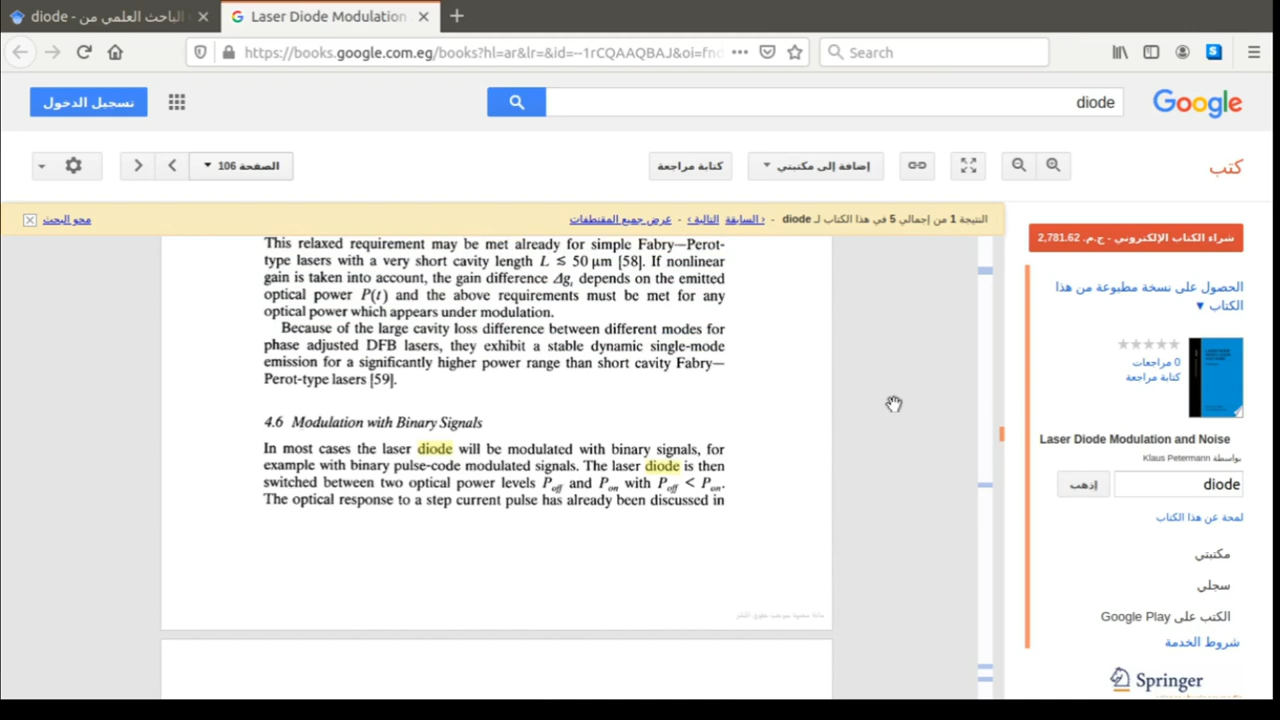 diode - الباحث العلمي من
Laser Diode Modulation
https://books.google.com.eg/books?hl=ar&lr=&id=--1rCQAAQBAJ&oi=fnd
Search
تسجيل الدخول
diode
Google
الصفحة 106
كتابة مراجعة
إضافة إلى مكتبتي
كتب
النتيجة 1 من إجمالي 5 في هذا الكتاب لـ diode - ‹ السابقة التالية › - عرض جميع المقتطفات
محو البحث
This relaxed requirement may be met already for simple Fabry—Perot-
type lasers with a very short cavity length L ≤ 50 μm [58]. If nonlinear
gain is taken into account, the gain difference Δgᵢ depends on the emitted
optical power P(t) and the above requirements must be met for any
optical power which appears under modulation.
Because of the large cavity loss difference between different modes for
phase adjusted DFB lasers, they exhibit a stable dynamic single-mode
emission for a significantly higher power range than short cavity Fabry—
Perot-type lasers [59].
4.6 Modulation with Binary Signals
In most cases the laser diode will be modulated with binary signals, for
example with binary pulse-code modulated signals. The laser diode is then
switched between two optical power levels Poff and Pon with Poff < Pon.
The optical response to a step current pulse has already been discussed in
مادة محمية بموجب حقوق النشر
شراء الكتاب الإلكتروني - ج.م. 2,781.62
الحصول على نسخة مطبوعة من هذا
الكتاب ▼
0 مراجعات
كتابة مراجعة
Laser Diode Modulation and Noise
بواسطة Klaus Petermann
diode
إذهب
لمحة عن هذا الكتاب
مكتبتي
سجلي
الكتب على Google Play
شروط الخدمة
Springer